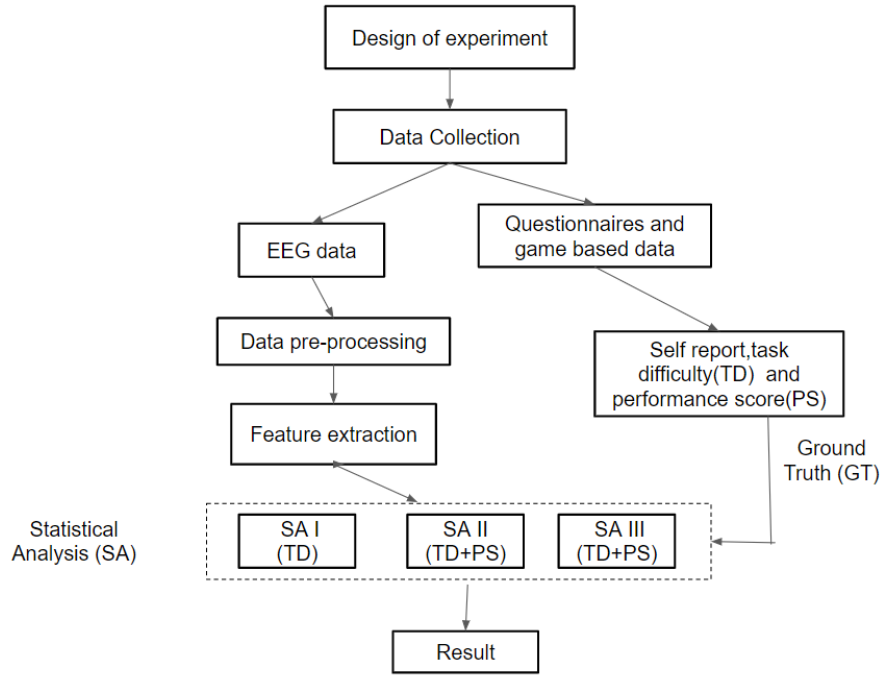 Design of experiment
Data Collection
EEG data
Questionnaires and
game based data
Data pre-processing
Self report,task
difficulty(TD) and
performance score(PS)
Feature extraction
Ground
Truth (GT)
Statistical
Analysis (SA)
SA I
(TD)
SA II
(TD+PS)
SA III
(TD+PS)
Result